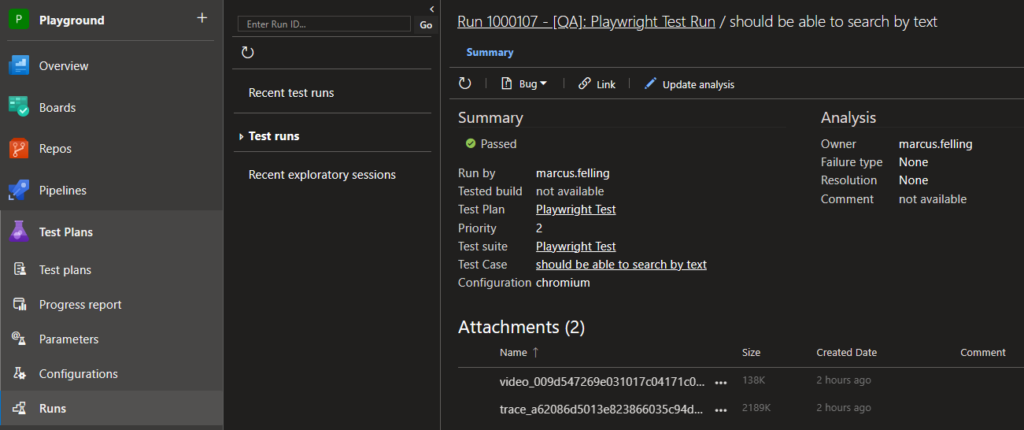 P Playground +
Overview
Boards
Repos
Pipelines
Test Plans
Test plans
Progress report
Parameters
Configurations
Runs
Enter Run ID...
Go
Recent test runs
Test runs
Recent exploratory sessions
Run 1000107 - [QA]: Playwright Test Run / should be able to search by text
Summary
Bug
Link
Update analysis
Summary
Passed
Run by marcus.felling
Tested build not available
Test Plan Playwright Test
Priority 2
Test suite Playwright Test
Test Case should be able to search by text
Configuration chromium
Analysis
Owner marcus.felling
Failure type None
Resolution None
Comment not available
Attachments (2)
Name ↑ Size Created Date Comment
video_009d547269e031017c04171c0... ... 138K 2 hours ago
trace_a62086d5013e823866035c94d... ... 2189K 2 hours ago